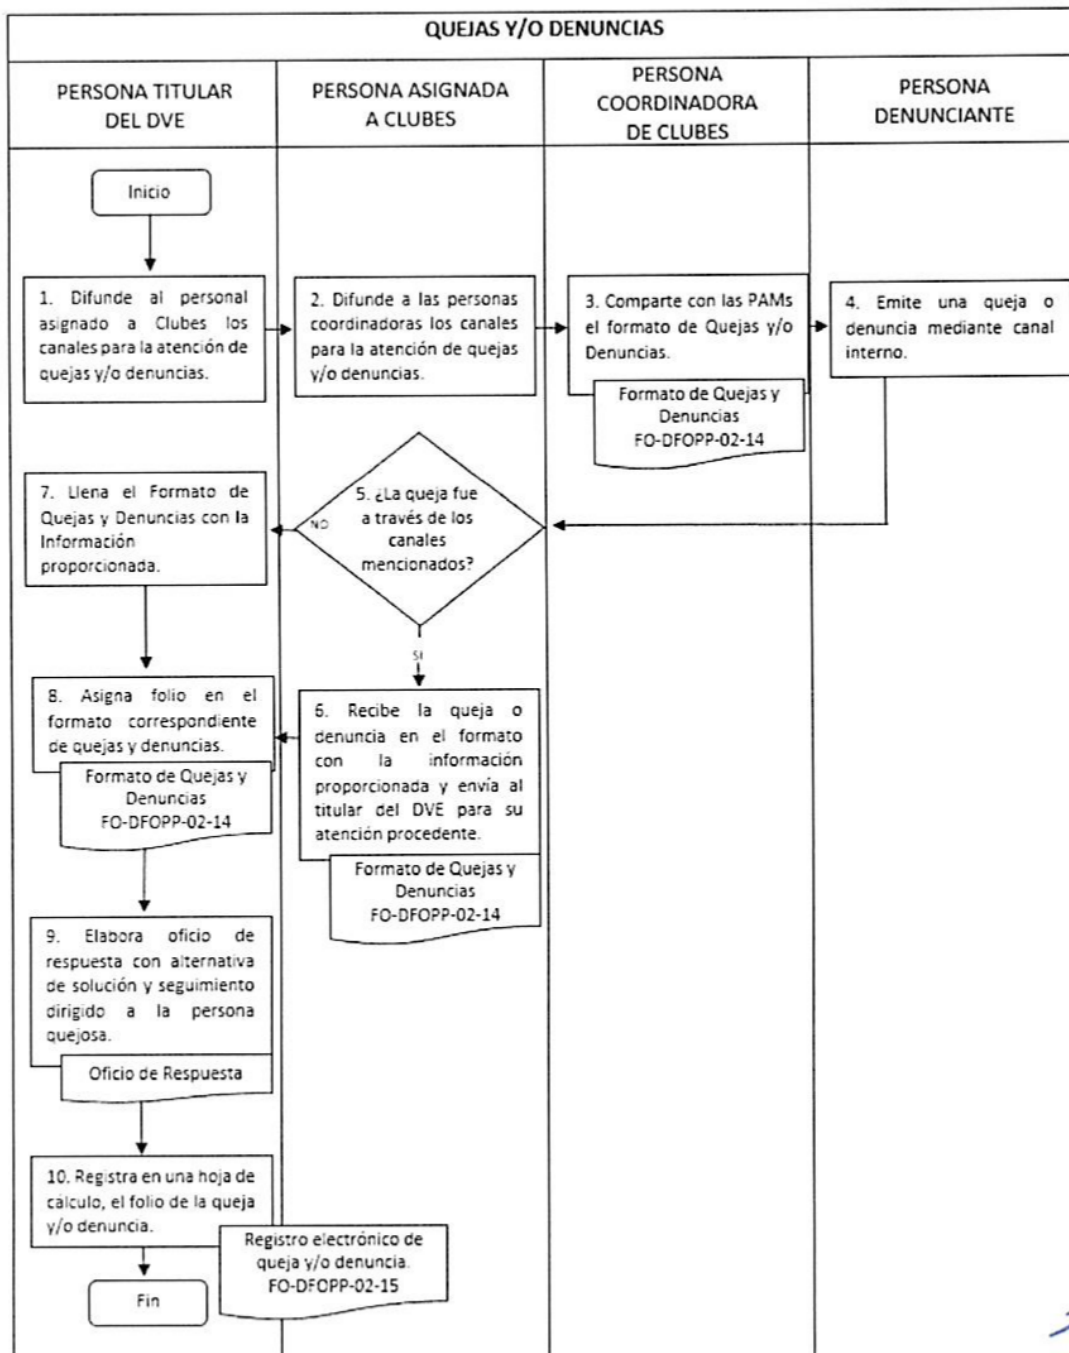 QUEJAS Y/O DENUNCIAS
PERSONA TITULAR
DEL DVE
PERSONA ASIGNADA
A CLUBES
PERSONA
COORDINADORA
DE CLUBES
PERSONA
DENUNCIANTE
Inicio
1. Difunde al personal
asignado a Clubes los
canales para la atención de
quejas y/o denuncias.
2. Difunde a las personas
coordinadoras los canales
para la atención de quejas
y/o denuncias.
3. Comparte con las PAMs
el formato de Quejas y/o
Denuncias.
Formato de Quejas y
Denuncias
FO-DFOPP-02-14
4. Emite una queja o
denuncia mediante canal
interno.
5. ¿La queja fue
a través de los
canales
mencionados?
NO
SI
7. Llena el Formato de
Quejas y Denuncias con la
Información
proporcionada.
6. Recibe la queja o
denuncia en el formato
con la información
proporcionada y envía al
titular del DVE para su
atención procedente.
Formato de Quejas y
Denuncias
FO-DFOPP-02-14
8. Asigna folio en el
formato correspondiente
de quejas y denuncias.
Formato de Quejas y
Denuncias
FO-DFOPP-02-14
9. Elabora oficio de
respuesta con alternativa
de solución y seguimiento
dirigido a la persona
quejosa.
Oficio de Respuesta
10. Registra en una hoja de
cálculo, el folio de la queja
y/o denuncia.
Registro electrónico de
queja y/o denuncia.
FO-DFOPP-02-15
Fin